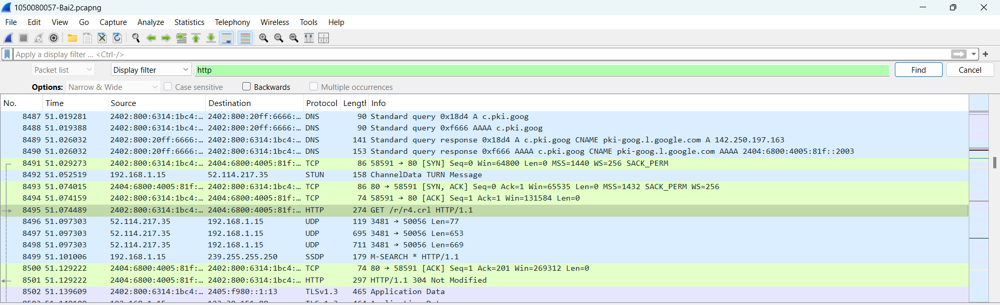 1050080057-Bai2.pcapng
File Edit View Go Capture Analyze Statistics Telephony Wireless Tools Help
Apply a display filter … <Ctrl-/>
Packet list Display filter http Find Cancel
Options: Narrow & Wide Case sensitive Backwards Multiple occurrences
No. Time Source Destination Protocol Length Info
8487 51.019281 2402:800:6314:1bc4:… 2402:800:20ff:6666:… DNS 90 Standard query 0x18d4 A c.pki.goog
8488 51.019388 2402:800:6314:1bc4:… 2402:800:20ff:6666:… DNS 90 Standard query 0xf666 AAAA c.pki.goog
8489 51.026032 2402:800:20ff:6666:… 2402:800:6314:1bc4:… DNS 141 Standard query response 0x18d4 A c.pki.goog CNAME pki-goog.l.google.com A 142.250.197.163
8490 51.026032 2402:800:20ff:6666:… 2402:800:6314:1bc4:… DNS 153 Standard query response 0xf666 AAAA c.pki.goog CNAME pki-goog.l.google.com AAAA 2404:6800:4005:81f::2003
8491 51.029273 2402:800:6314:1bc4:… 2404:6800:4005:81f:… TCP 86 58591 → 80 [SYN] Seq=0 Win=64800 Len=0 MSS=1440 WS=256 SACK_PERM
8492 51.052519 192.168.1.15 52.114.217.35 STUN 158 ChannelData TURN Message
8493 51.074015 2404:6800:4005:81f:… 2402:800:6314:1bc4:… TCP 86 80 → 58591 [SYN, ACK] Seq=0 Ack=1 Win=65535 Len=0 MSS=1432 SACK_PERM WS=256
8494 51.074159 2402:800:6314:1bc4:… 2404:6800:4005:81f:… TCP 74 58591 → 80 [ACK] Seq=1 Ack=1 Win=131584 Len=0
8495 51.074489 2402:800:6314:1bc4:… 2404:6800:4005:81f:… HTTP 274 GET /r/r4.crl HTTP/1.1
8496 51.097303 52.114.217.35 192.168.1.15 UDP 119 3481 → 50056 Len=77
8497 51.097303 52.114.217.35 192.168.1.15 UDP 695 3481 → 50056 Len=653
8498 51.097303 52.114.217.35 192.168.1.15 UDP 711 3481 → 50056 Len=669
8499 51.101006 192.168.1.15 239.255.255.250 SSDP 179 M-SEARCH * HTTP/1.1
8500 51.129222 2404:6800:4005:81f:… 2402:800:6314:1bc4:… TCP 74 80 → 58591 [ACK] Seq=1 Ack=201 Win=269312 Len=0
8501 51.129222 2404:6800:4005:81f:… 2402:800:6314:1bc4:… HTTP 297 HTTP/1.1 304 Not Modified
8502 51.139609 2402:800:6314:1bc4:… 2405:f980::1:13 TLSv1.3 465 Application Data